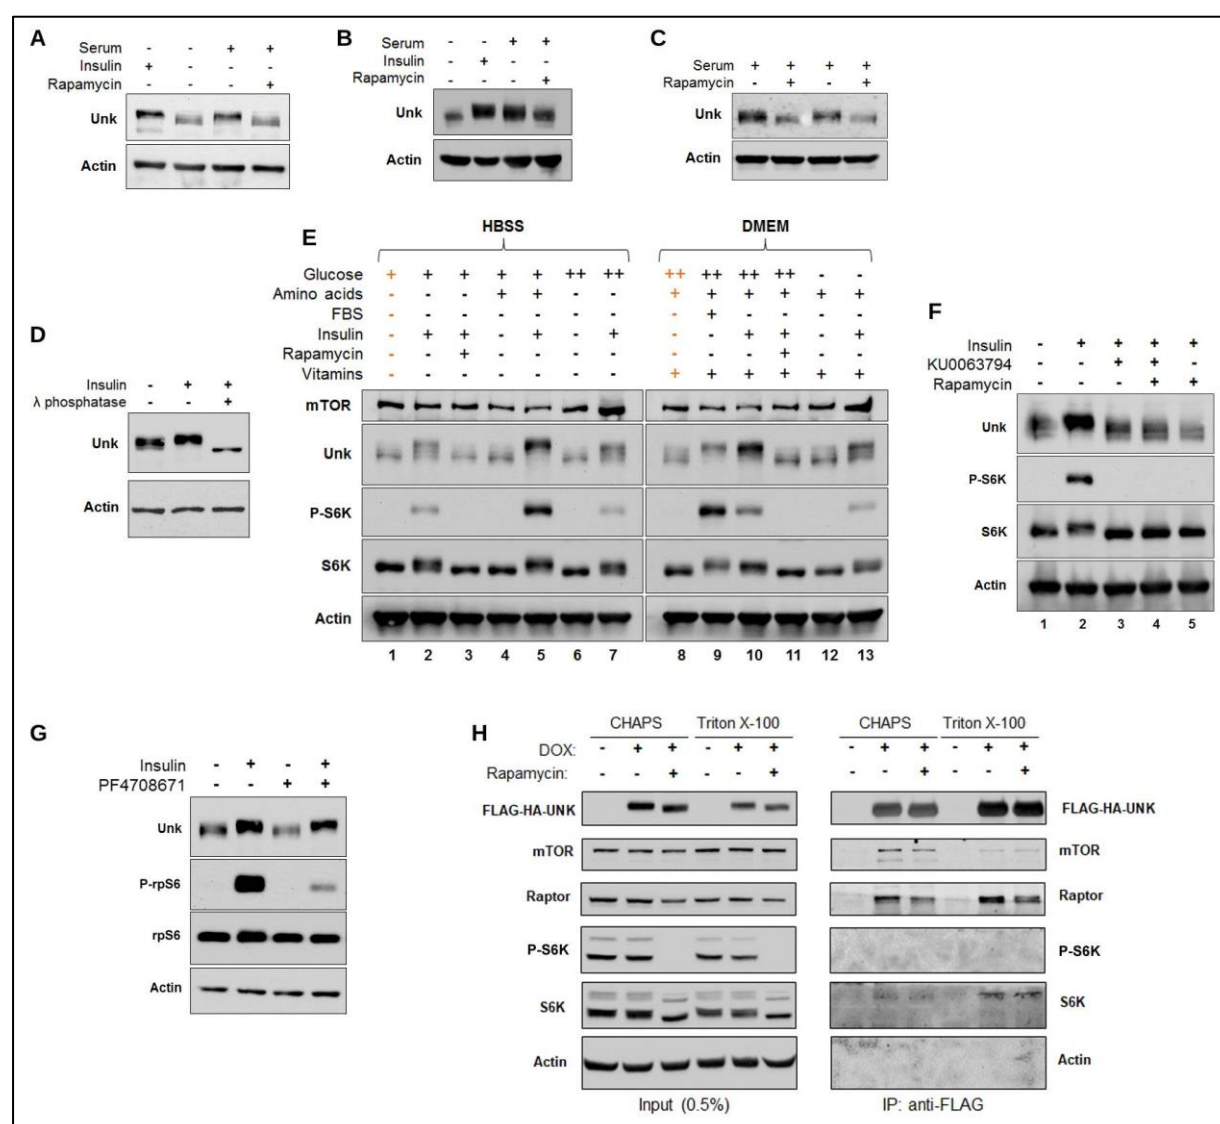 A
Serum - - + +
Insulin + - - -
Rapamycin - - - +
Unk
Actin
B
Serum - - + +
Insulin - + - -
Rapamycin - - - +
Unk
Actin
C
Serum + + + +
Rapamycin - + - +
Unk
Actin
D
Insulin - + +
λ phosphatase - - +
Unk
Actin
E
HBSS DMEM
Glucose + + + + + ++ ++ ++ ++ ++ ++ - -
Amino acids - - - + + - - + + + + + +
FBS - - - - - - - - + - - - -
Insulin - + + - + - + - - + + - +
Rapamycin - - + - - - - - - - + - -
Vitamins - - - - - - - + + + + + +
mTOR
Unk
P-S6K
S6K
Actin
1 2 3 4 5 6 7 8 9 10 11 12 13
F
Insulin - + + + +
KU0063794 - - + + -
Rapamycin - - - + +
Unk
P-S6K
S6K
Actin
1 2 3 4 5
G
Insulin - + - +
PF4708671 - - + +
Unk
P-rpS6
rpS6
Actin
H
CHAPS Triton X-100 CHAPS Triton X-100
DOX: - + + - + + - + + - + +
Rapamycin: - - + - - + - - + - - +
FLAG-HA-UNK FLAG-HA-UNK
mTOR mTOR
Raptor Raptor
P-S6K P-S6K
S6K S6K
Actin Actin
Input (0.5%) IP: anti-FLAG